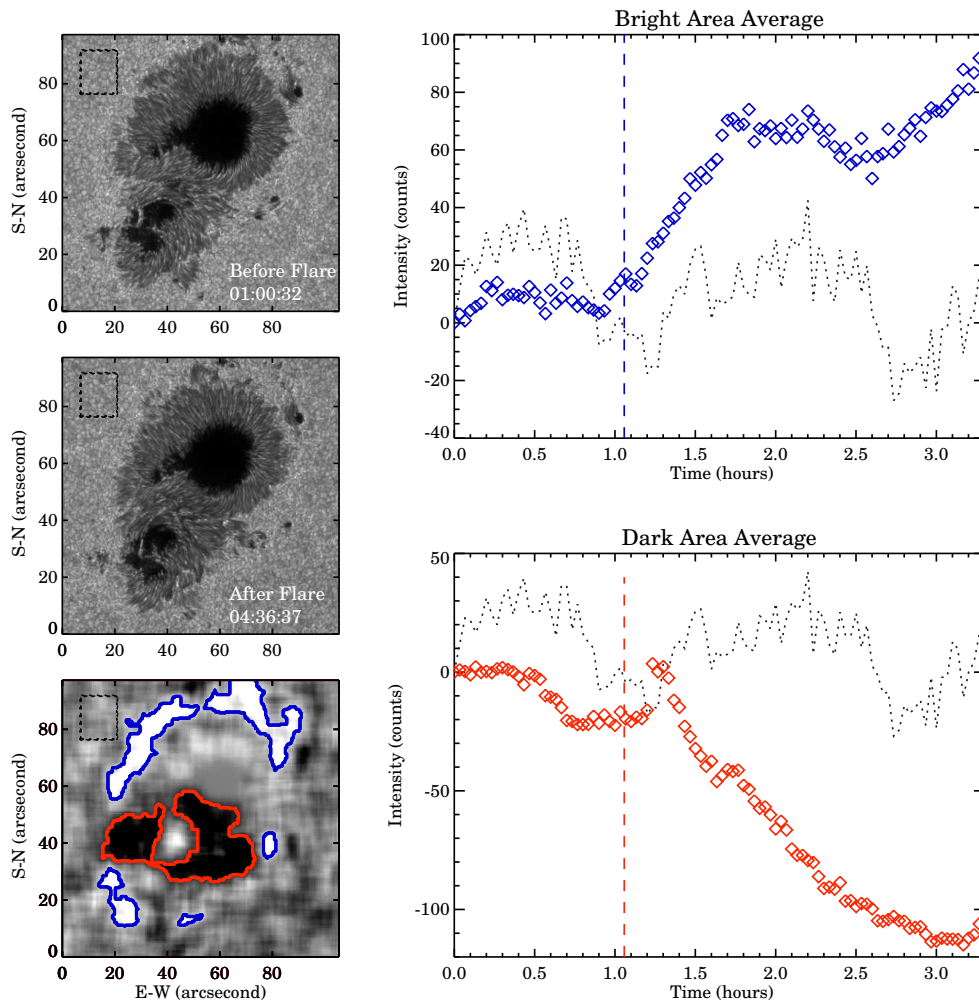 S-N (arcsecond)
80
60
40
20
0
0 20 40 60 80
Before Flare
01:00:32
S-N (arcsecond)
80
60
40
20
0
0 20 40 60 80
After Flare
04:36:37
S-N (arcsecond)
80
60
40
20
0
0 20 40 60 80
E-W (arcsecond)
Bright Area Average
Intensity (counts)
100
80
60
40
20
0
-20
-40
0.0 0.5 1.0 1.5 2.0 2.5 3.0
Time (hours)
Dark Area Average
Intensity (counts)
50
0
-50
-100
0.0 0.5 1.0 1.5 2.0 2.5 3.0
Time (hours)